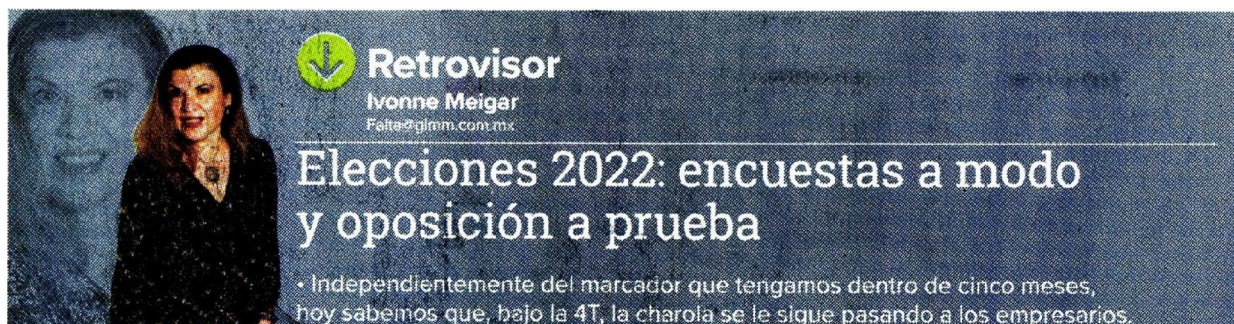 Retrovisor
Ivonne Melgar
Falta@gimm.com.mx
Elecciones 2022: encuestas a modo
y oposición a prueba
• Independientemente del marcador que tengamos dentro de cinco meses,
hoy sabemos que, bajo la 4T, la charola se le sigue pasando a los empresarios.